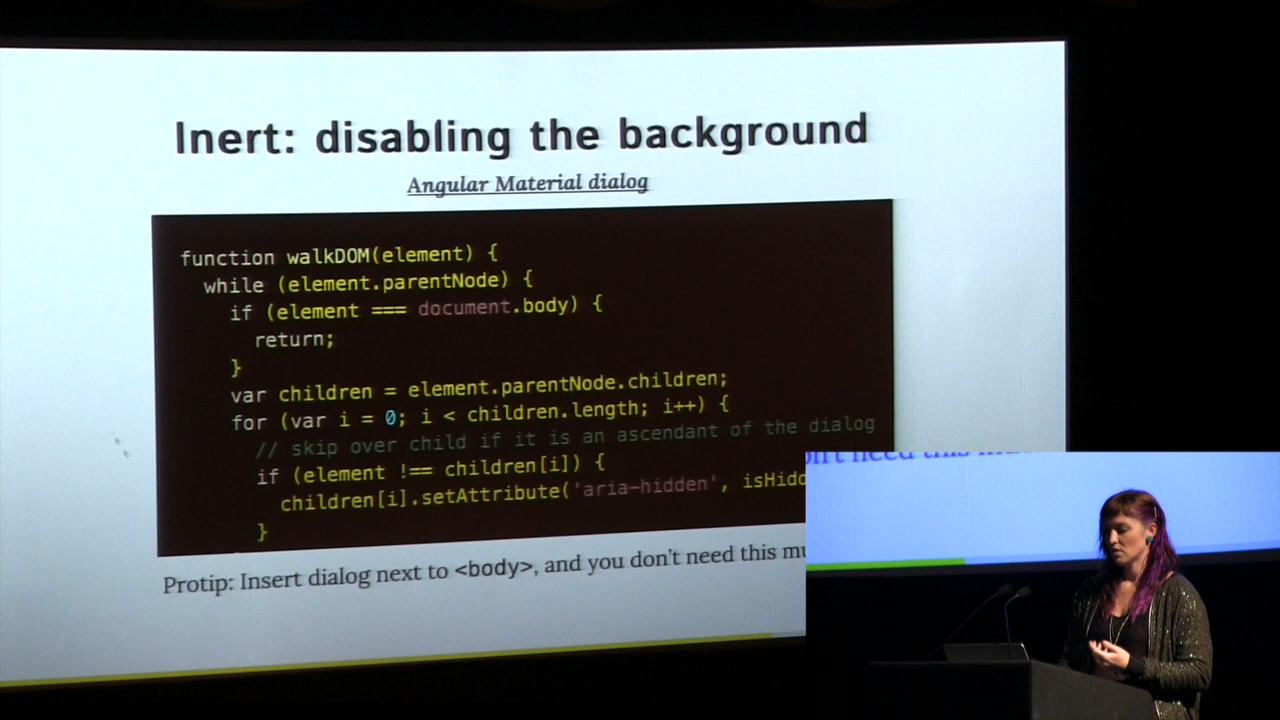 Inert: disabling the background
Angular Material dialog
function walkDOM(element) {
while (element.parentNode) {
if (element === document.body) {
return;
}
var children = element.parentNode.children;
for (var i = 0; i < children.length; i++) {
// skip over child if it is an ascendant of the dialog
if (element !== children[i]) {
children[i].setAttribute('aria-hidden',
}
Protip: Insert dialog next to <body>, and you don't need this
need this